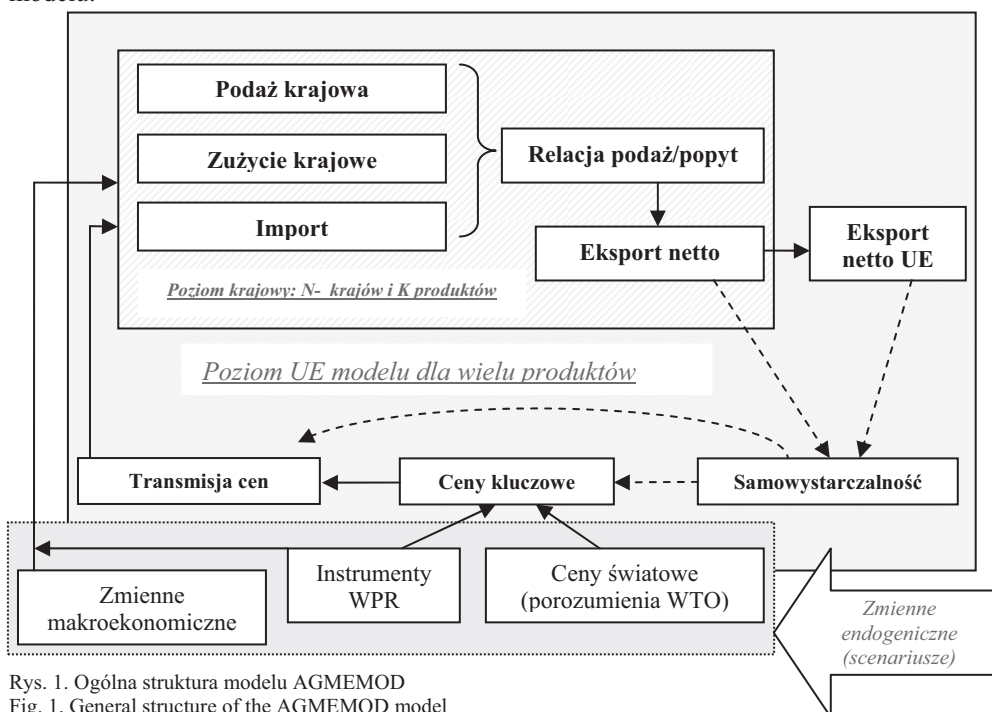 modelu.
Podaż krajowa
Zużycie krajowe
Import
Relacja podaż/popyt
Eksport netto
Eksport
netto UE
Poziom krajowy: N- krajów i K produktów
Poziom UE modelu dla wielu produktów
Transmisja cen
Ceny kluczowe
Samowystarczalność
Zmienne
makroekonomiczne
Instrumenty
WPR
Ceny światowe
(porozumienia WTO)
Zmienne
endogeniczne
(scenariusze)
Rys. 1. Ogólna struktura modelu AGMEMOD
Fig. 1. General structure of the AGMEMOD model